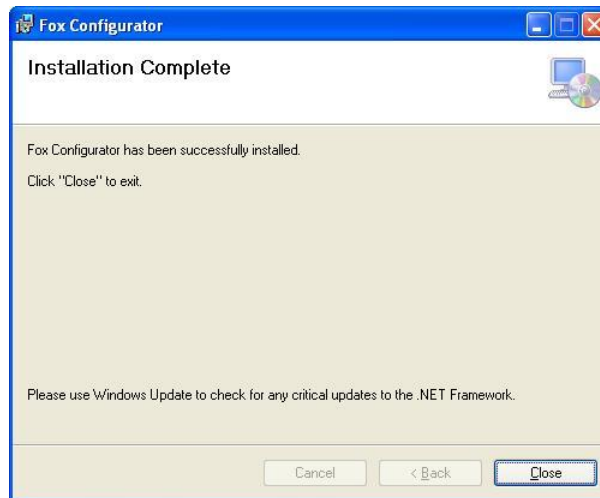 Fox Configurator
Installation Complete
Fox Configurator has been successfully installed.
Click "Close" to exit.
Please use Windows Update to check for any critical updates to the .NET Framework.
Cancel
< Back
Close